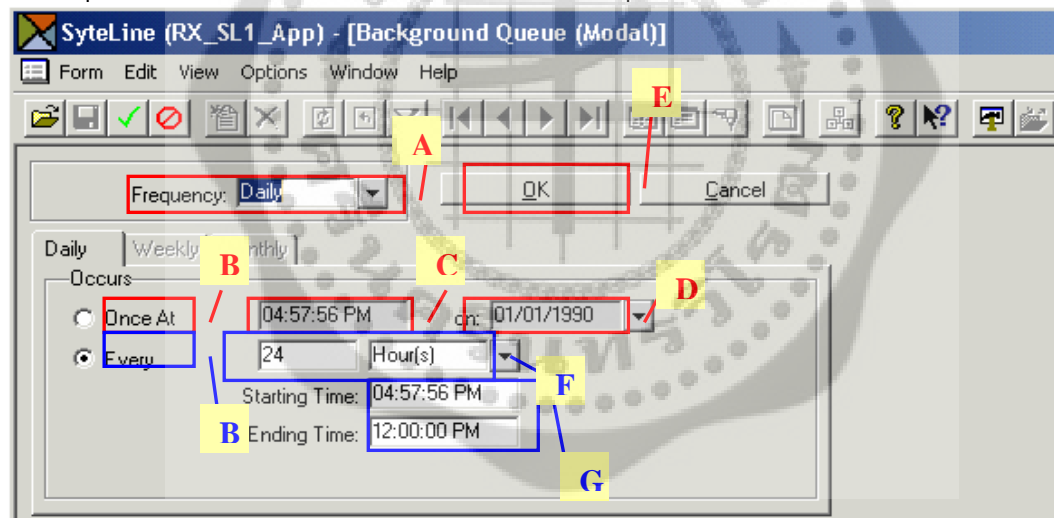 SyteLine (RX_SL1_App) - [Background Queue (Modal)]
Form Edit View Options Window Help
E
A
Frequency: Daily OK Cancel
Daily Weekly
B C D
Occurs
Once At 04:57:56 PM on: 01/01/1990
Every 24 Hour(s)
F
Starting Time: 04:57:56 PM
B Ending Time: 12:00:00 PM
G